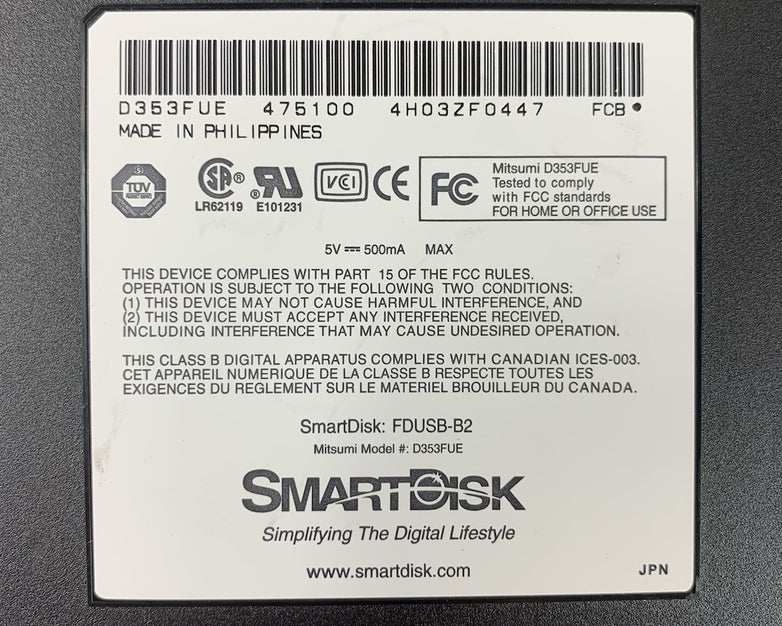 D353FUE 475100 4H03ZF0447 FCB
MADE IN PHILIPPINES
TÜV
SA ®
LR62119
® RU
E101231
VCI
CE
FC
Mitsumi D353FUE
Tested to comply
with FCC standards
FOR HOME OR OFFICE USE
5V ⎓ 500mA MAX
THIS DEVICE COMPLIES WITH PART 15 OF THE FCC RULES.
OPERATION IS SUBJECT TO THE FOLLOWING TWO CONDITIONS:
(1) THIS DEVICE MAY NOT CAUSE HARMFUL INTERFERENCE, AND
(2) THIS DEVICE MUST ACCEPT ANY INTERFERENCE RECEIVED,
INCLUDING INTERFERENCE THAT MAY CAUSE UNDESIRED OPERATION.
THIS CLASS B DIGITAL APPARATUS COMPLIES WITH CANADIAN ICES-003.
CET APPAREIL NUMERIQUE DE LA CLASSE B RESPECTE TOUTES LES
EXIGENCES DU REGLEMENT SUR LE MATERIEL BROUILLEUR DU CANADA.
SmartDisk: FDUSB-B2
Mitsumi Model #: D353FUE
SMARTDISK
Simplifying The Digital Lifestyle
www.smartdisk.com
JPN